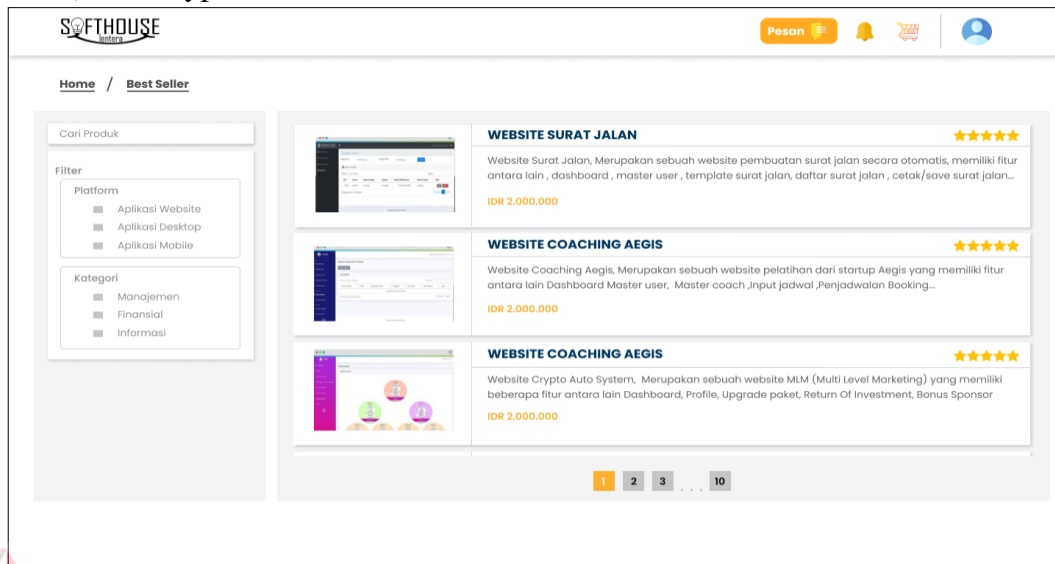 SOFTHOUSE
lentera
Pesan
Home / Best Seller
Cari Produk
Filter
Platform
Aplikasi Website
Aplikasi Desktop
Aplikasi Mobile
Kategori
Manajemen
Finansial
Informasi
WEBSITE SURAT JALAN
Website Surat Jalan, Merupakan sebuah website pembuatan surat jalan secara otomatis, memiliki fitur
antara lain , dashboard , master user , template surat jalan, daftar surat jalan , cetak/save surat jalan...
IDR 2.000.000
WEBSITE COACHING AEGIS
Website Coaching Aegis, Merupakan sebuah website pelatihan dari startup Aegis yang memiliki fitur
antara lain Dashboard Master user, Master coach ,Input jadwal ,Penjadwalan Booking...
IDR 2.000.000
WEBSITE COACHING AEGIS
Website Crypto Auto System, Merupakan sebuah website MLM (Multi Level Marketing) yang memiliki
beberapa fitur antara lain Dashboard, Profile, Upgrade paket, Return Of Investment, Bonus Sponsor
IDR 2.000.000
1 2 3 . . . 10